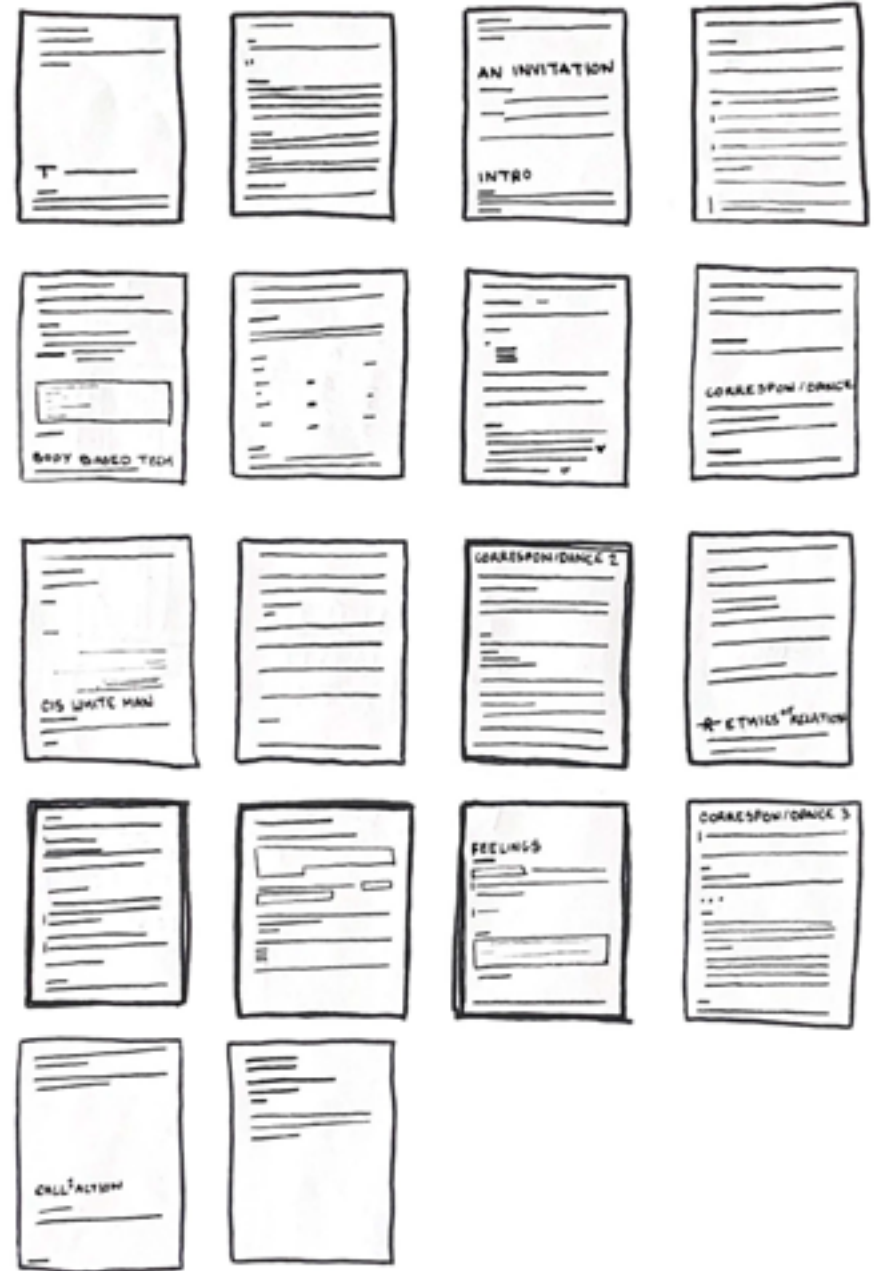 T
AN INVITATION
INTRO
BODY BASED TECH
CORRESPON/DANCE
CIS WHITE MAN
CORRESPON/DANCE 2
ETHICS OF RELATION
FEELINGS
CORRESPON/DANCE 3
CALL ACTION